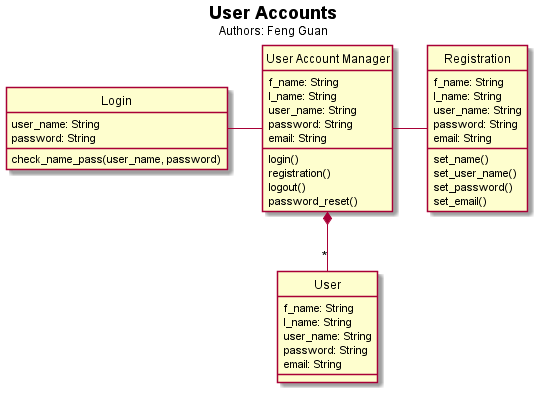 User Accounts
Authors: Feng Guan
Login
user_name: String
password: String
check_name_pass(user_name, password)
User Account Manager
f_name: String
l_name: String
user_name: String
password: String
email: String
login()
registration()
logout()
password_reset()
Registration
f_name: String
l_name: String
user_name: String
password: String
email: String
set_name()
set_user_name()
set_password()
set_email()
*
User
f_name: String
l_name: String
user_name: String
password: String
email: String